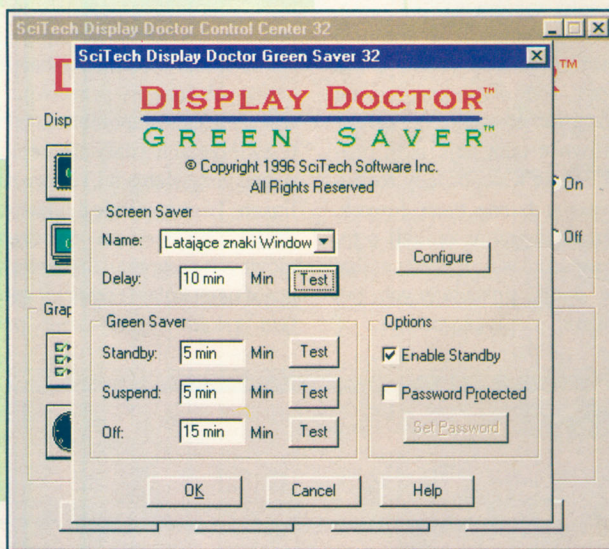 SciTech Display Doctor Control Center 32
SciTech Display Doctor Green Saver 32
DISPLAY DOCTOR™
GREEN SAVER™
© Copyright 1996 SciTech Software Inc.
All Rights Reserved
Screen Saver
Name: Latające znaki Window
Configure
Delay: 10 min Min Test
Green Saver
Standby: 5 min Min Test
Suspend: 5 min Min Test
Off: 15 min Min Test
Options
Enable Standby
Password Protected
Set Password
OK Cancel Help
On
Off